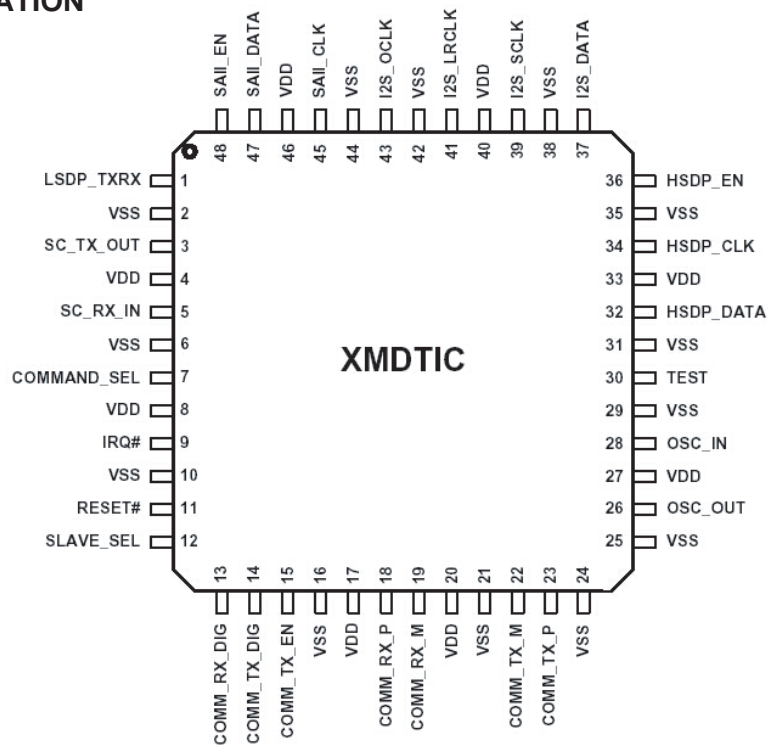 ATION
SAII_EN
SAII_DATA
VDD
SAII_CLK
VSS
I2S_OCLK
VSS
I2S_LRCLK
VDD
I2S_SCLK
VSS
I2S_DATA
48 47 46 45 44 43 42 41 40 39 38 37
LSDP_TXRX 1
VSS 2
SC_TX_OUT 3
VDD 4
SC_RX_IN 5
VSS 6
COMMAND_SEL 7
VDD 8
IRQ# 9
VSS 10
RESET# 11
SLAVE_SEL 12
XMDTIC
36 HSDP_EN
35 VSS
34 HSDP_CLK
33 VDD
32 HSDP_DATA
31 VSS
30 TEST
29 VSS
28 OSC_IN
27 VDD
26 OSC_OUT
25 VSS
13 14 15 16 17 18 19 20 21 22 23 24
COMM_RX_DIG
COMM_TX_DIG
COMM_TX_EN
VSS
VDD
COMM_RX_P
COMM_RX_M
VDD
VSS
COMM_TX_M
COMM_TX_P
VSS